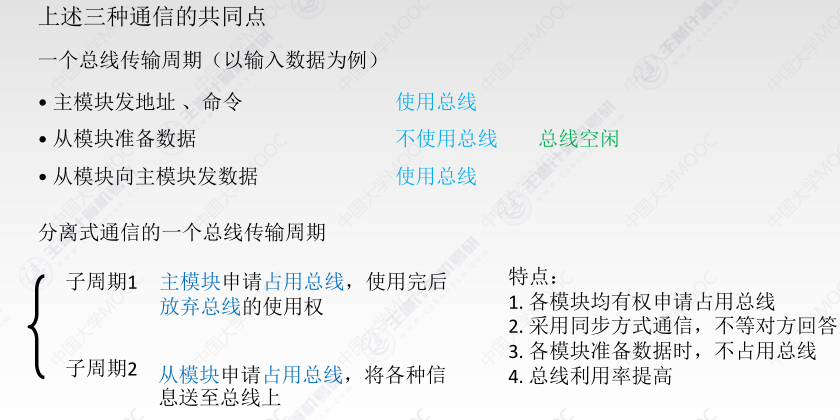 上述三种通信的共同点
一个总线传输周期（以输入数据为例）
• 主模块发地址 、命令 使用总线
• 从模块准备数据 不使用总线 总线空闲
• 从模块向主模块发数据 使用总线
分离式通信的一个总线传输周期
子周期1 主模块申请占用总线，使用完后
放弃总线的使用权
子周期2 从模块申请占用总线，将各种信
息送至总线上
特点：
1. 各模块均有权申请占用总线
2. 采用同步方式通信，不等对方回答
3. 各模块准备数据时，不占用总线
4. 总线利用率提高
中国大学MOOC